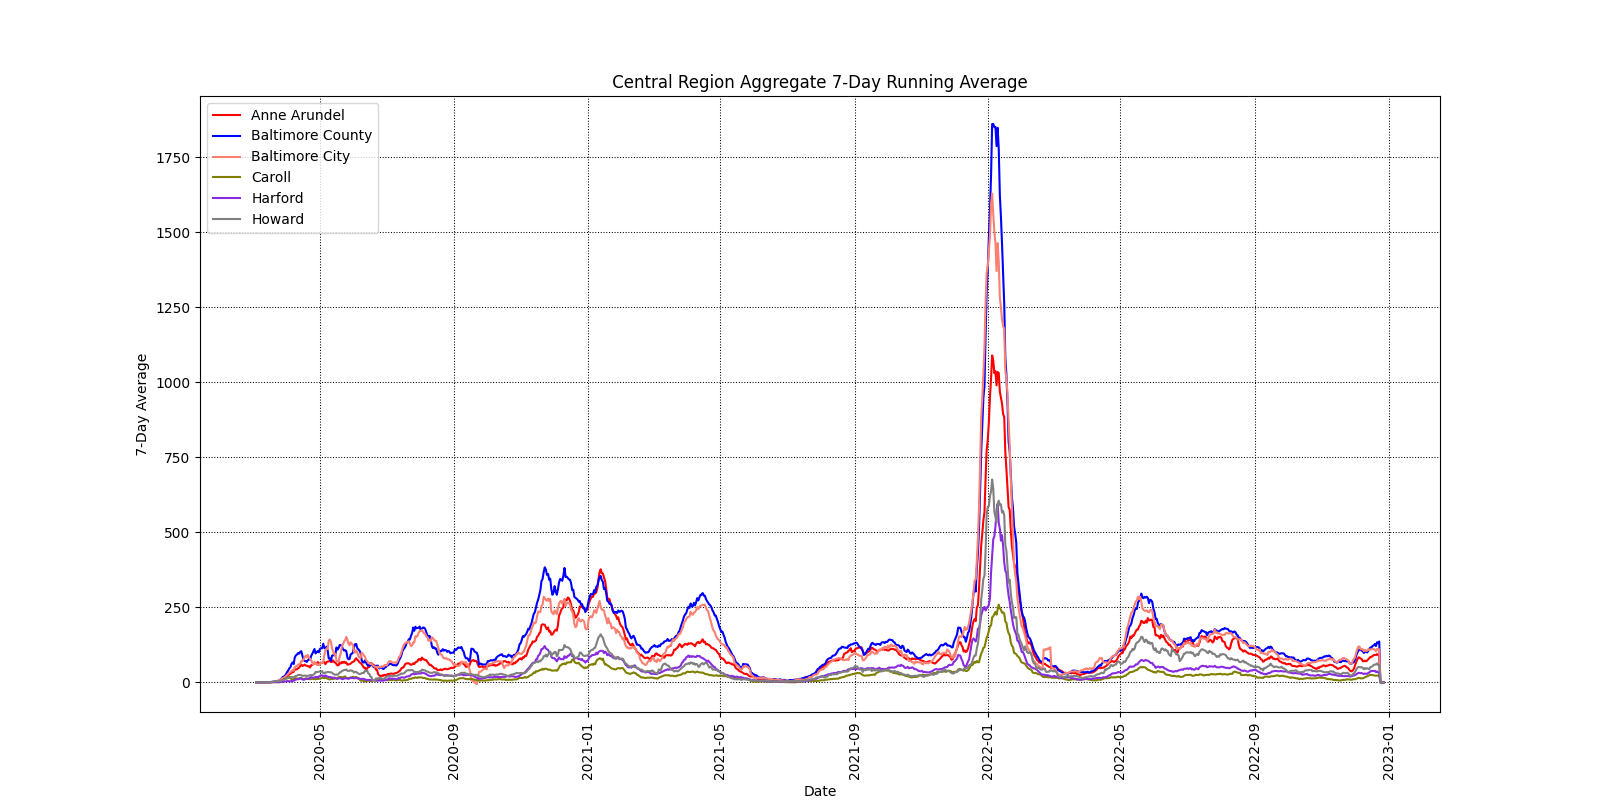 Central Region Aggregate 7-Day Running Average
Anne Arundel
Baltimore County
Baltimore City
Caroll
Harford
Howard
7-Day Average
1750
1500
1250
1000
750
500
250
0
2020-05
2020-09
2021-01
2021-05
2021-09
2022-01
2022-05
2022-09
2023-01
Date